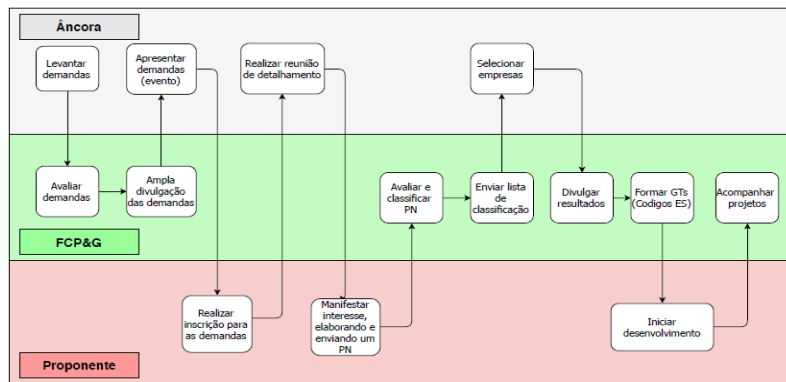 Âncora
Levantar
demandas
Apresentar
demandas
(evento)
Realizar reunião
de detalhamento
Selecionar
empresas
Avaliar
demandas
Ampla
divulgação
das demandas
Avaliar e
classificar
PN
Enviar lista
de
classificação
Divulgar
resultados
Formar GTs
(Codigos ES)
Acompanhar
projetos
FCP&G
Realizar
inscrição para
as demandas
Manifestar
interesse,
elaborando e
enviando um
PN
Iniciar
desenvolvimento
Proponente